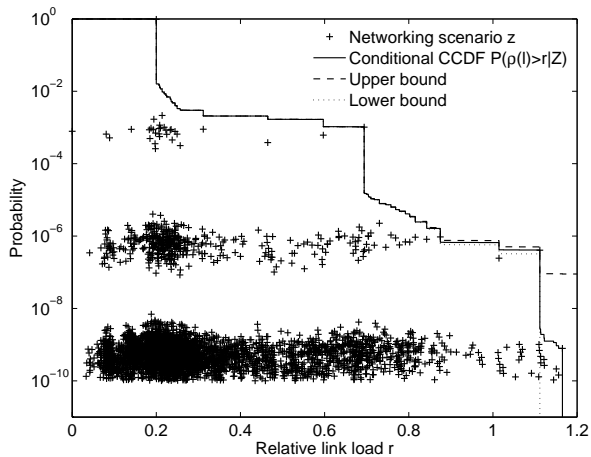 10^0
10^-2
10^-4
10^-6
10^-8
10^-10
Probability
Networking scenario z
Conditional CCDF P(ρ(l)>r|Z)
Upper bound
Lower bound
0 0.2 0.4 0.6 0.8 1 1.2
Relative link load r